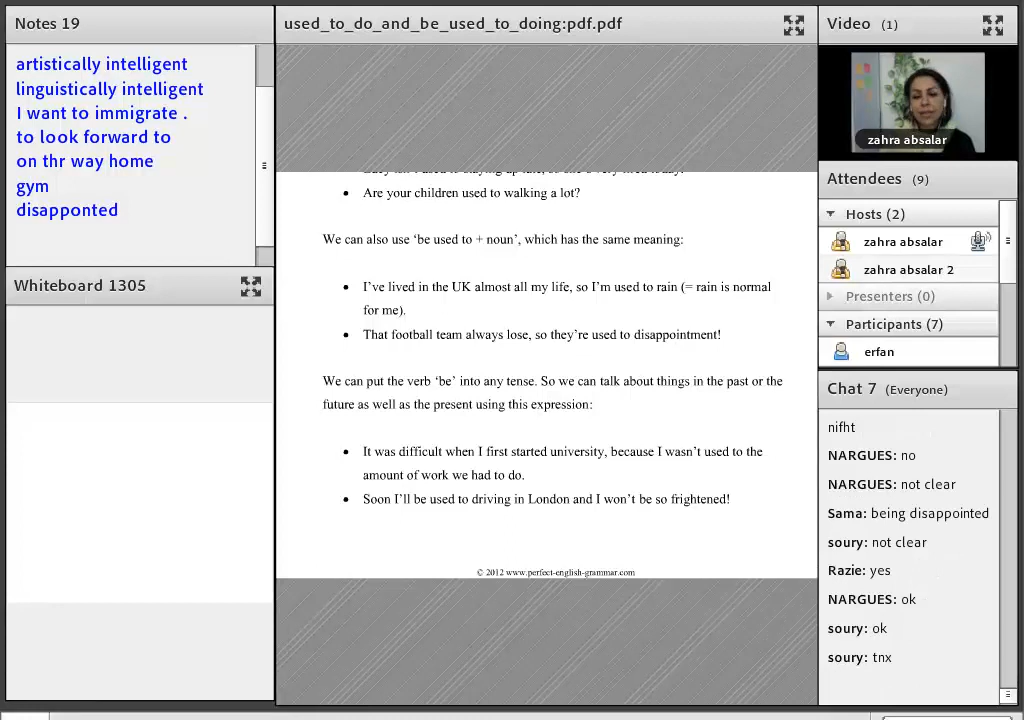 Notes 19
artistically intelligent
linguistically intelligent
I want to immigrate .
to look forward to
on thr way home
gym
disapponted
Whiteboard 1305
used_to_do_and_be_used_to_doing:pdf.pdf
• Are your children used to walking a lot?
We can also use ‘be used to + noun’, which has the same meaning:
• I’ve lived in the UK almost all my life, so I’m used to rain (= rain is normal
for me).
• That football team always lose, so they’re used to disappointment!
We can put the verb ‘be’ into any tense. So we can talk about things in the past or the
future as well as the present using this expression:
• It was difficult when I first started university, because I wasn’t used to the
amount of work we had to do.
• Soon I’ll be used to driving in London and I won’t be so frightened!
© 2012 www.perfect-english-grammar.com
Video (1)
zahra absalar
Attendees (9)
Hosts (2)
zahra absalar
zahra absalar 2
Presenters (0)
Participants (7)
erfan
Chat 7 (Everyone)
nifht
NARGUES: no
NARGUES: not clear
Sama: being disappointed
soury: not clear
Razie: yes
NARGUES: ok
soury: ok
soury: tnx